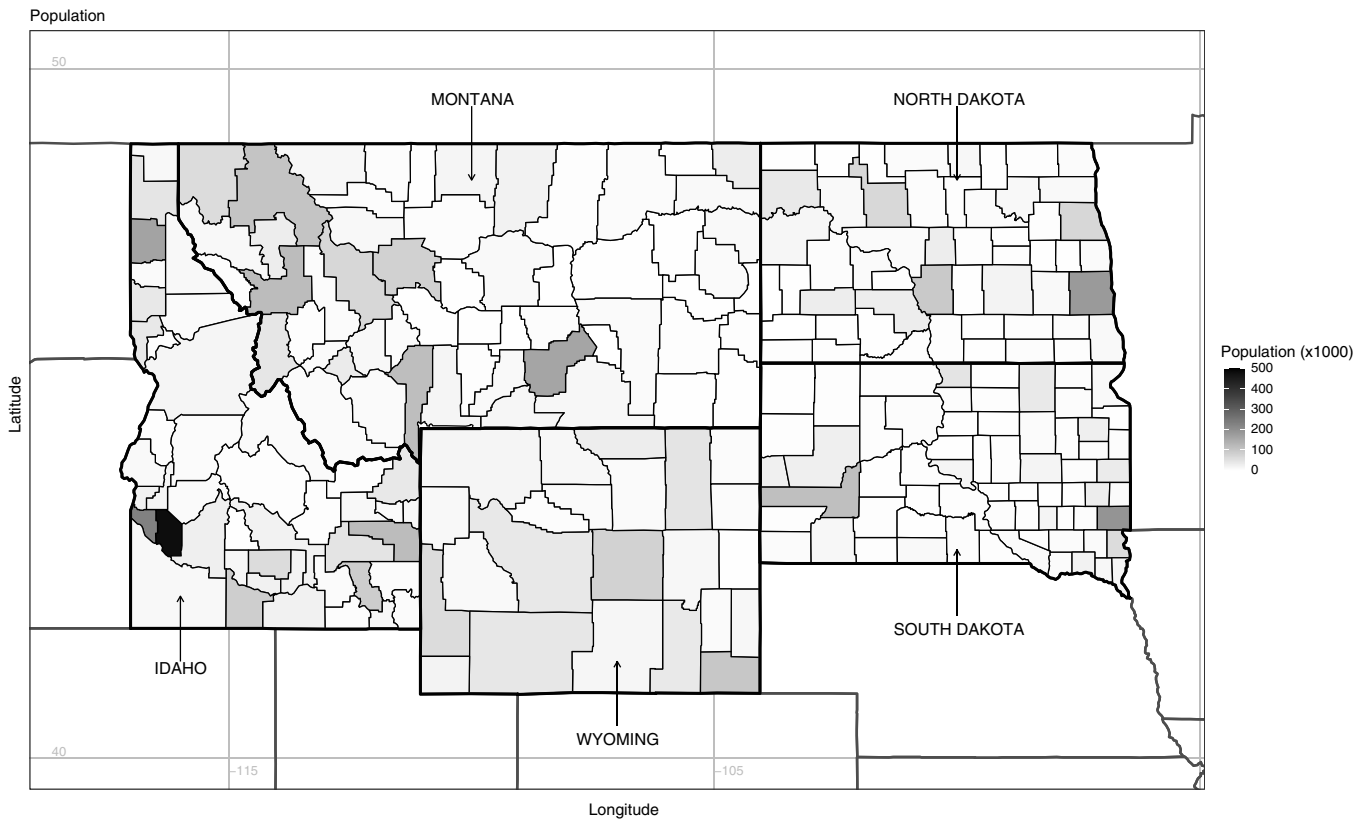 Population
50
MONTANA
NORTH DAKOTA
Population (x1000)
500
400
300
200
100
0
Latitude
SOUTH DAKOTA
IDAHO
WYOMING
40
−115
−105
Longitude